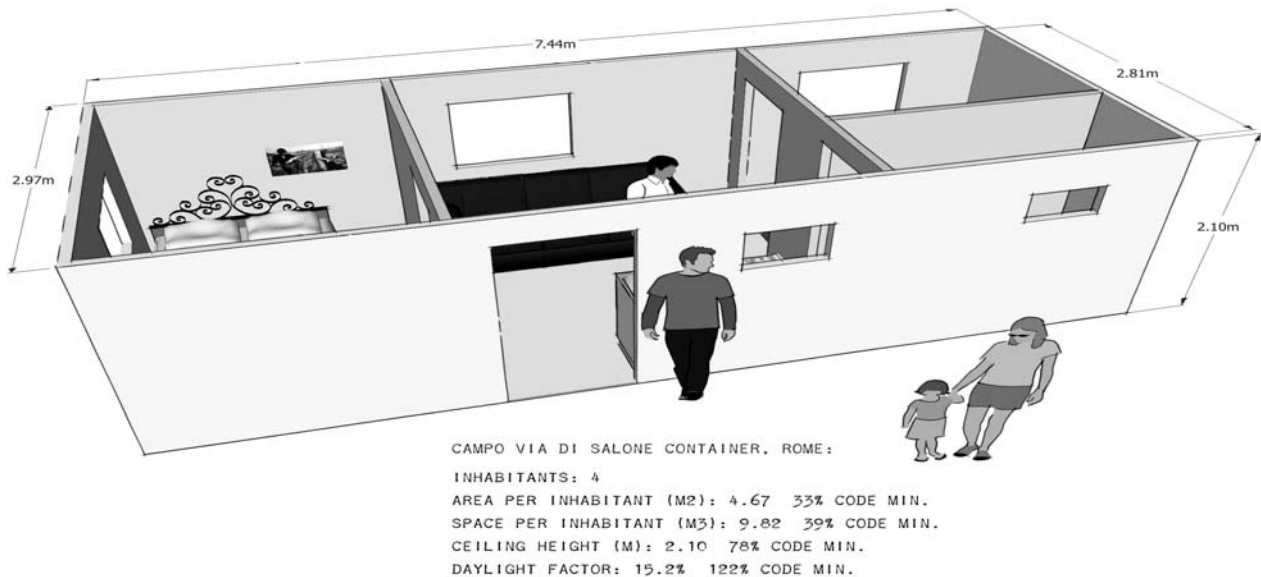 7.44m
2.81m
2.97m
2.10m
CAMPO VIA DI SALONE CONTAINER, ROME:
INHABITANTS: 4
AREA PER INHABITANT (M2): 4.67 33% CODE MIN.
SPACE PER INHABITANT (M3): 9.82 39% CODE MIN.
CEILING HEIGHT (M): 2.10 78% CODE MIN.
DAYLIGHT FACTOR: 15.2% 122% CODE MIN.